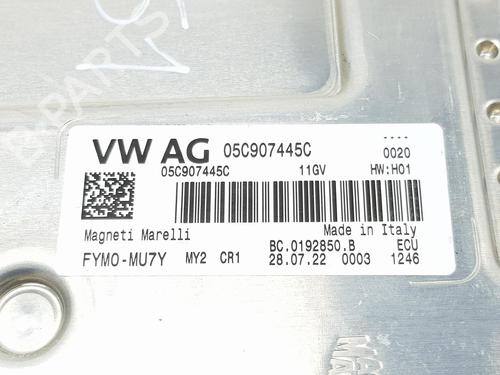 VW AG 05C907445C ----
0020
05C907445C 11GV HW:H01
Magneti Marelli Made in Italy
BC.0192850.B ECU
FYM0-MU7Y MY2 CR1 28.07.22 0003 1246
PARTS